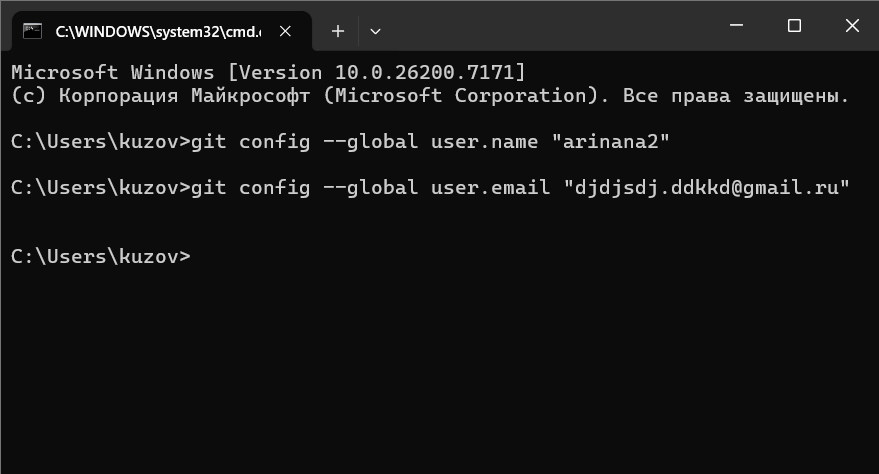 C:\WINDOWS\system32\cmd.e
Microsoft Windows [Version 10.0.26200.7171]
(c) Корпорация Майкрософт (Microsoft Corporation). Все права защищены.
C:\Users\kuzov>git config --global user.name "arinana2"
C:\Users\kuzov>git config --global user.email "djdjsdj.ddkkd@gmail.ru"
C:\Users\kuzov>